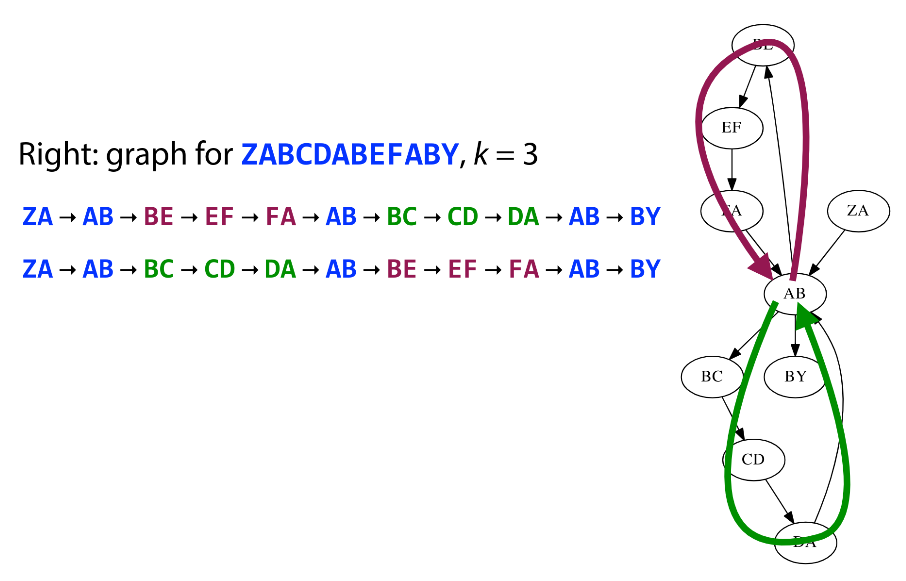 Right: graph for ZABCDABEFABY, k = 3
ZA → AB → BE → EF → FA → AB → BC → CD → DA → AB → BY
ZA → AB → BC → CD → DA → AB → BE → EF → FA → AB → BY
BE
EF
FA
ZA
AB
BC
BY
CD
DA